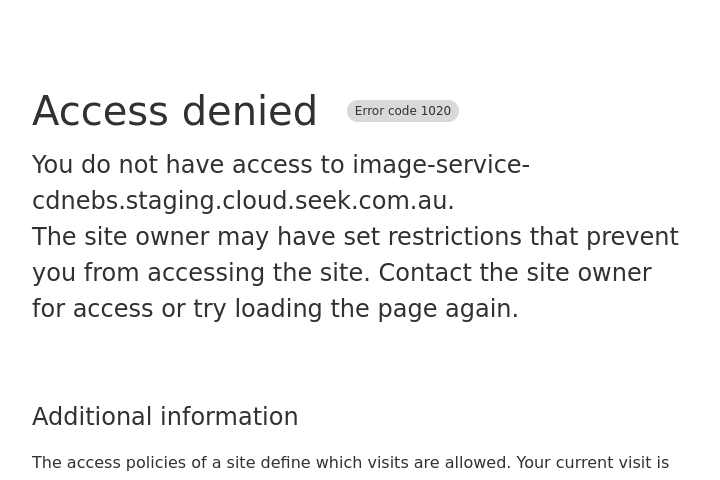 Access denied Error code 1020
You do not have access to image-service-
cdnebs.staging.cloud.seek.com.au.
The site owner may have set restrictions that prevent
you from accessing the site. Contact the site owner
for access or try loading the page again.
Additional information
The access policies of a site define which visits are allowed. Your current visit is